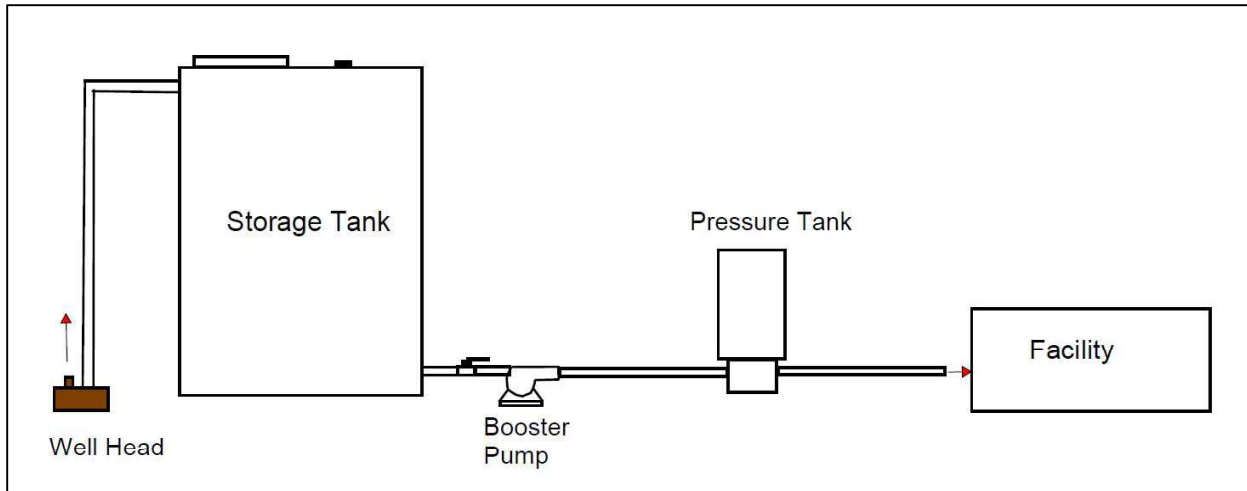 Storage Tank
Pressure Tank
Facility
Well Head
Booster
Pump